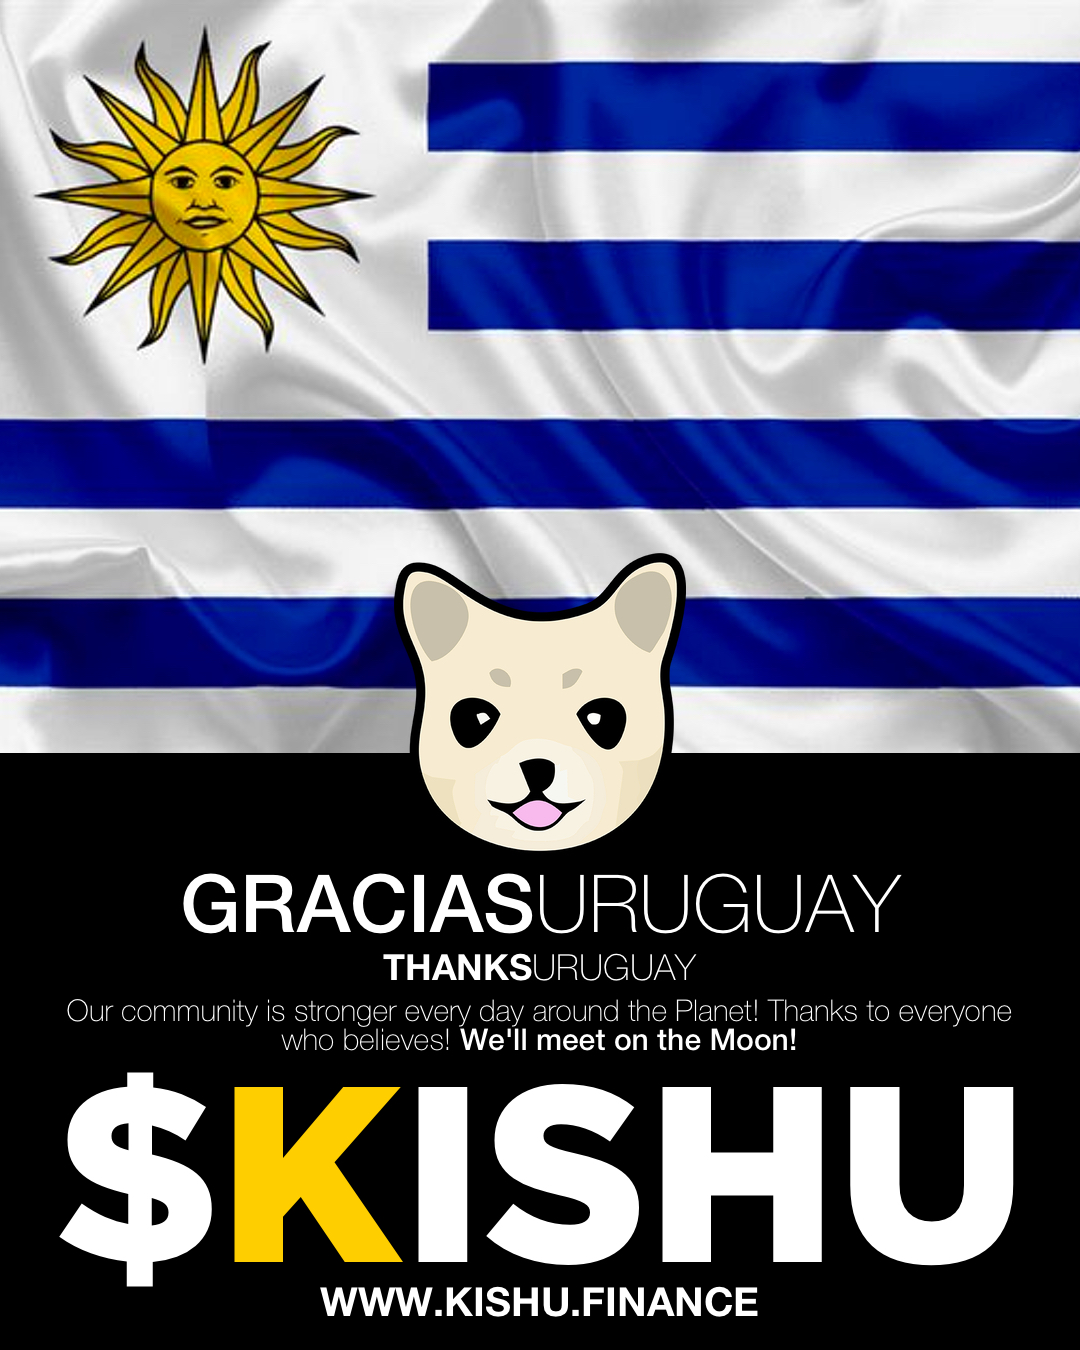 GRACIASURUGUAY
THANKSURUGUAY
Our community is stronger every day around the Planet! Thanks to everyone
who believes! We'll meet on the Moon!
$KISHU
WWW.KISHU.FINANCE